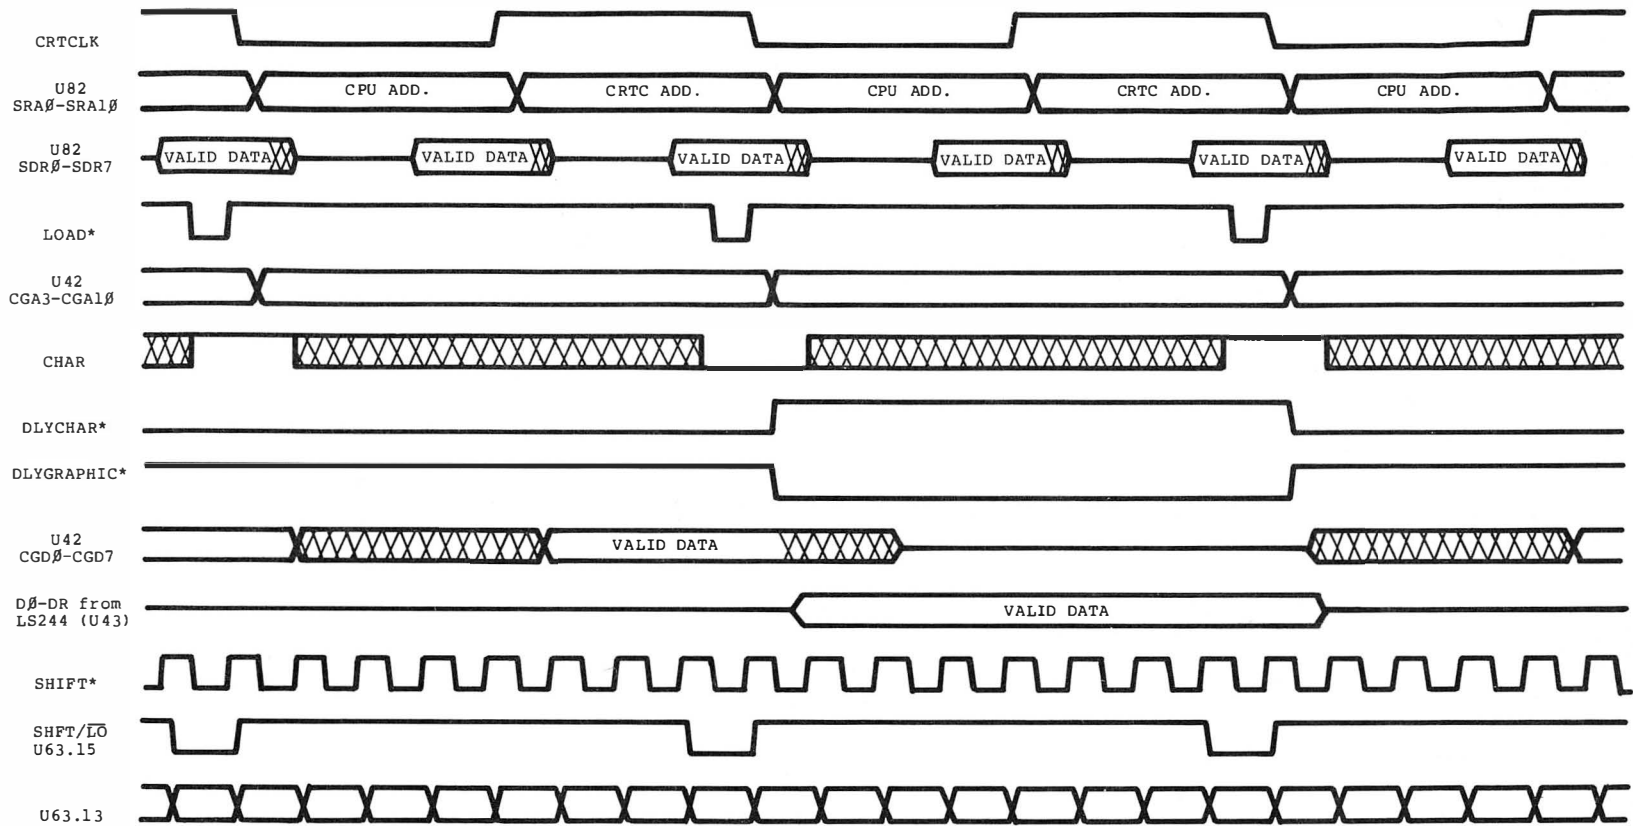 CRTCLK
U82
SRAØ-SRA1Ø
CPU ADD.
CRTC ADD.
CPU ADD.
CRTC ADD.
CPU ADD.
U82
SDRØ-SDR7
VALID DATA
VALID DATA
VALID DATA
VALID DATA
VALID DATA
VALID DATA
LOAD*
U42
CGA3-CGA1Ø
CHAR
DLYCHAR*
DLYGRAPHIC*
U42
CGDØ-CGD7
VALID DATA
DØ-DR from
LS244 (U43)
VALID DATA
SHIFT*
SHFT/L̅O̅
U63.15
U63.13